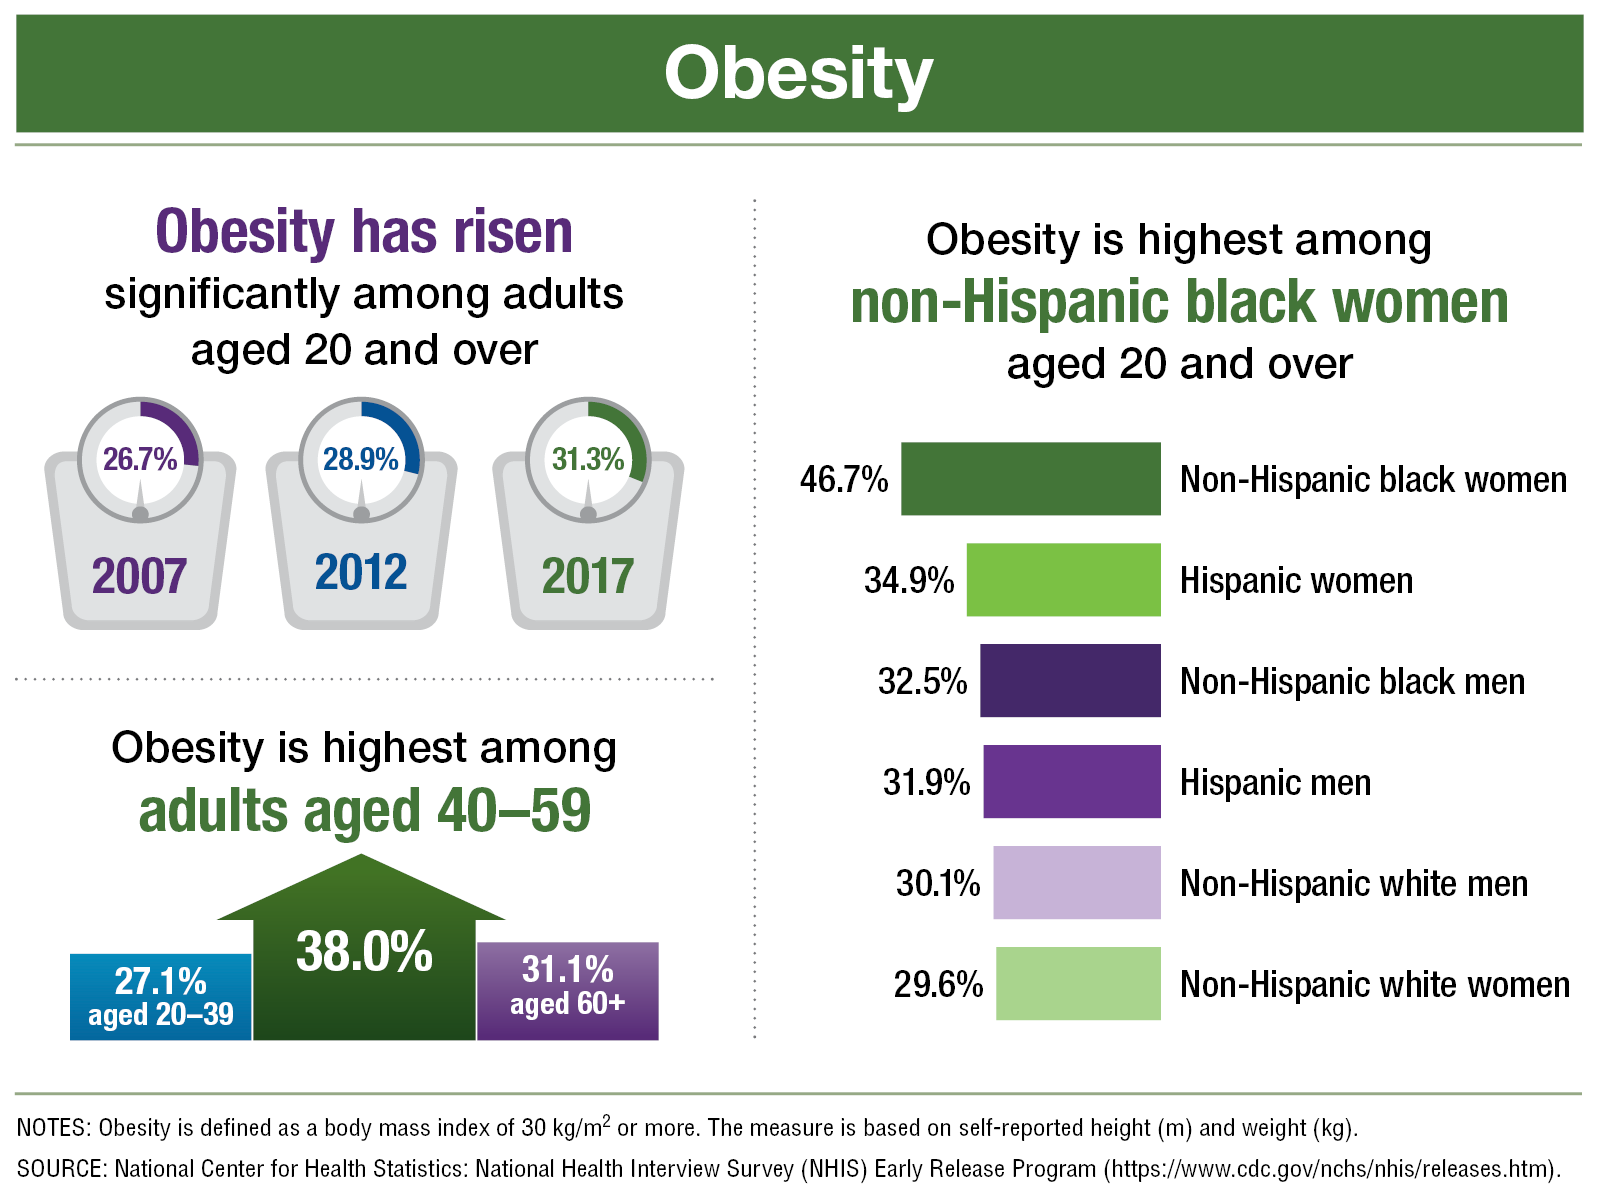 Obesity
Obesity has risen
significantly among adults
aged 20 and over
26.7%
28.9%
31.3%
2007
2012
2017
Obesity is highest among
adults aged 40–59
27.1%
aged 20–39
38.0%
31.1%
aged 60+
Obesity is highest among
non-Hispanic black women
aged 20 and over
46.7% Non-Hispanic black women
34.9% Hispanic women
32.5% Non-Hispanic black men
31.9% Hispanic men
30.1% Non-Hispanic white men
29.6% Non-Hispanic white women
NOTES: Obesity is defined as a body mass index of 30 kg/m² or more. The measure is based on self-reported height (m) and weight (kg).
SOURCE: National Center for Health Statistics: National Health Interview Survey (NHIS) Early Release Program (https://www.cdc.gov/nchs/nhis/releases.htm).